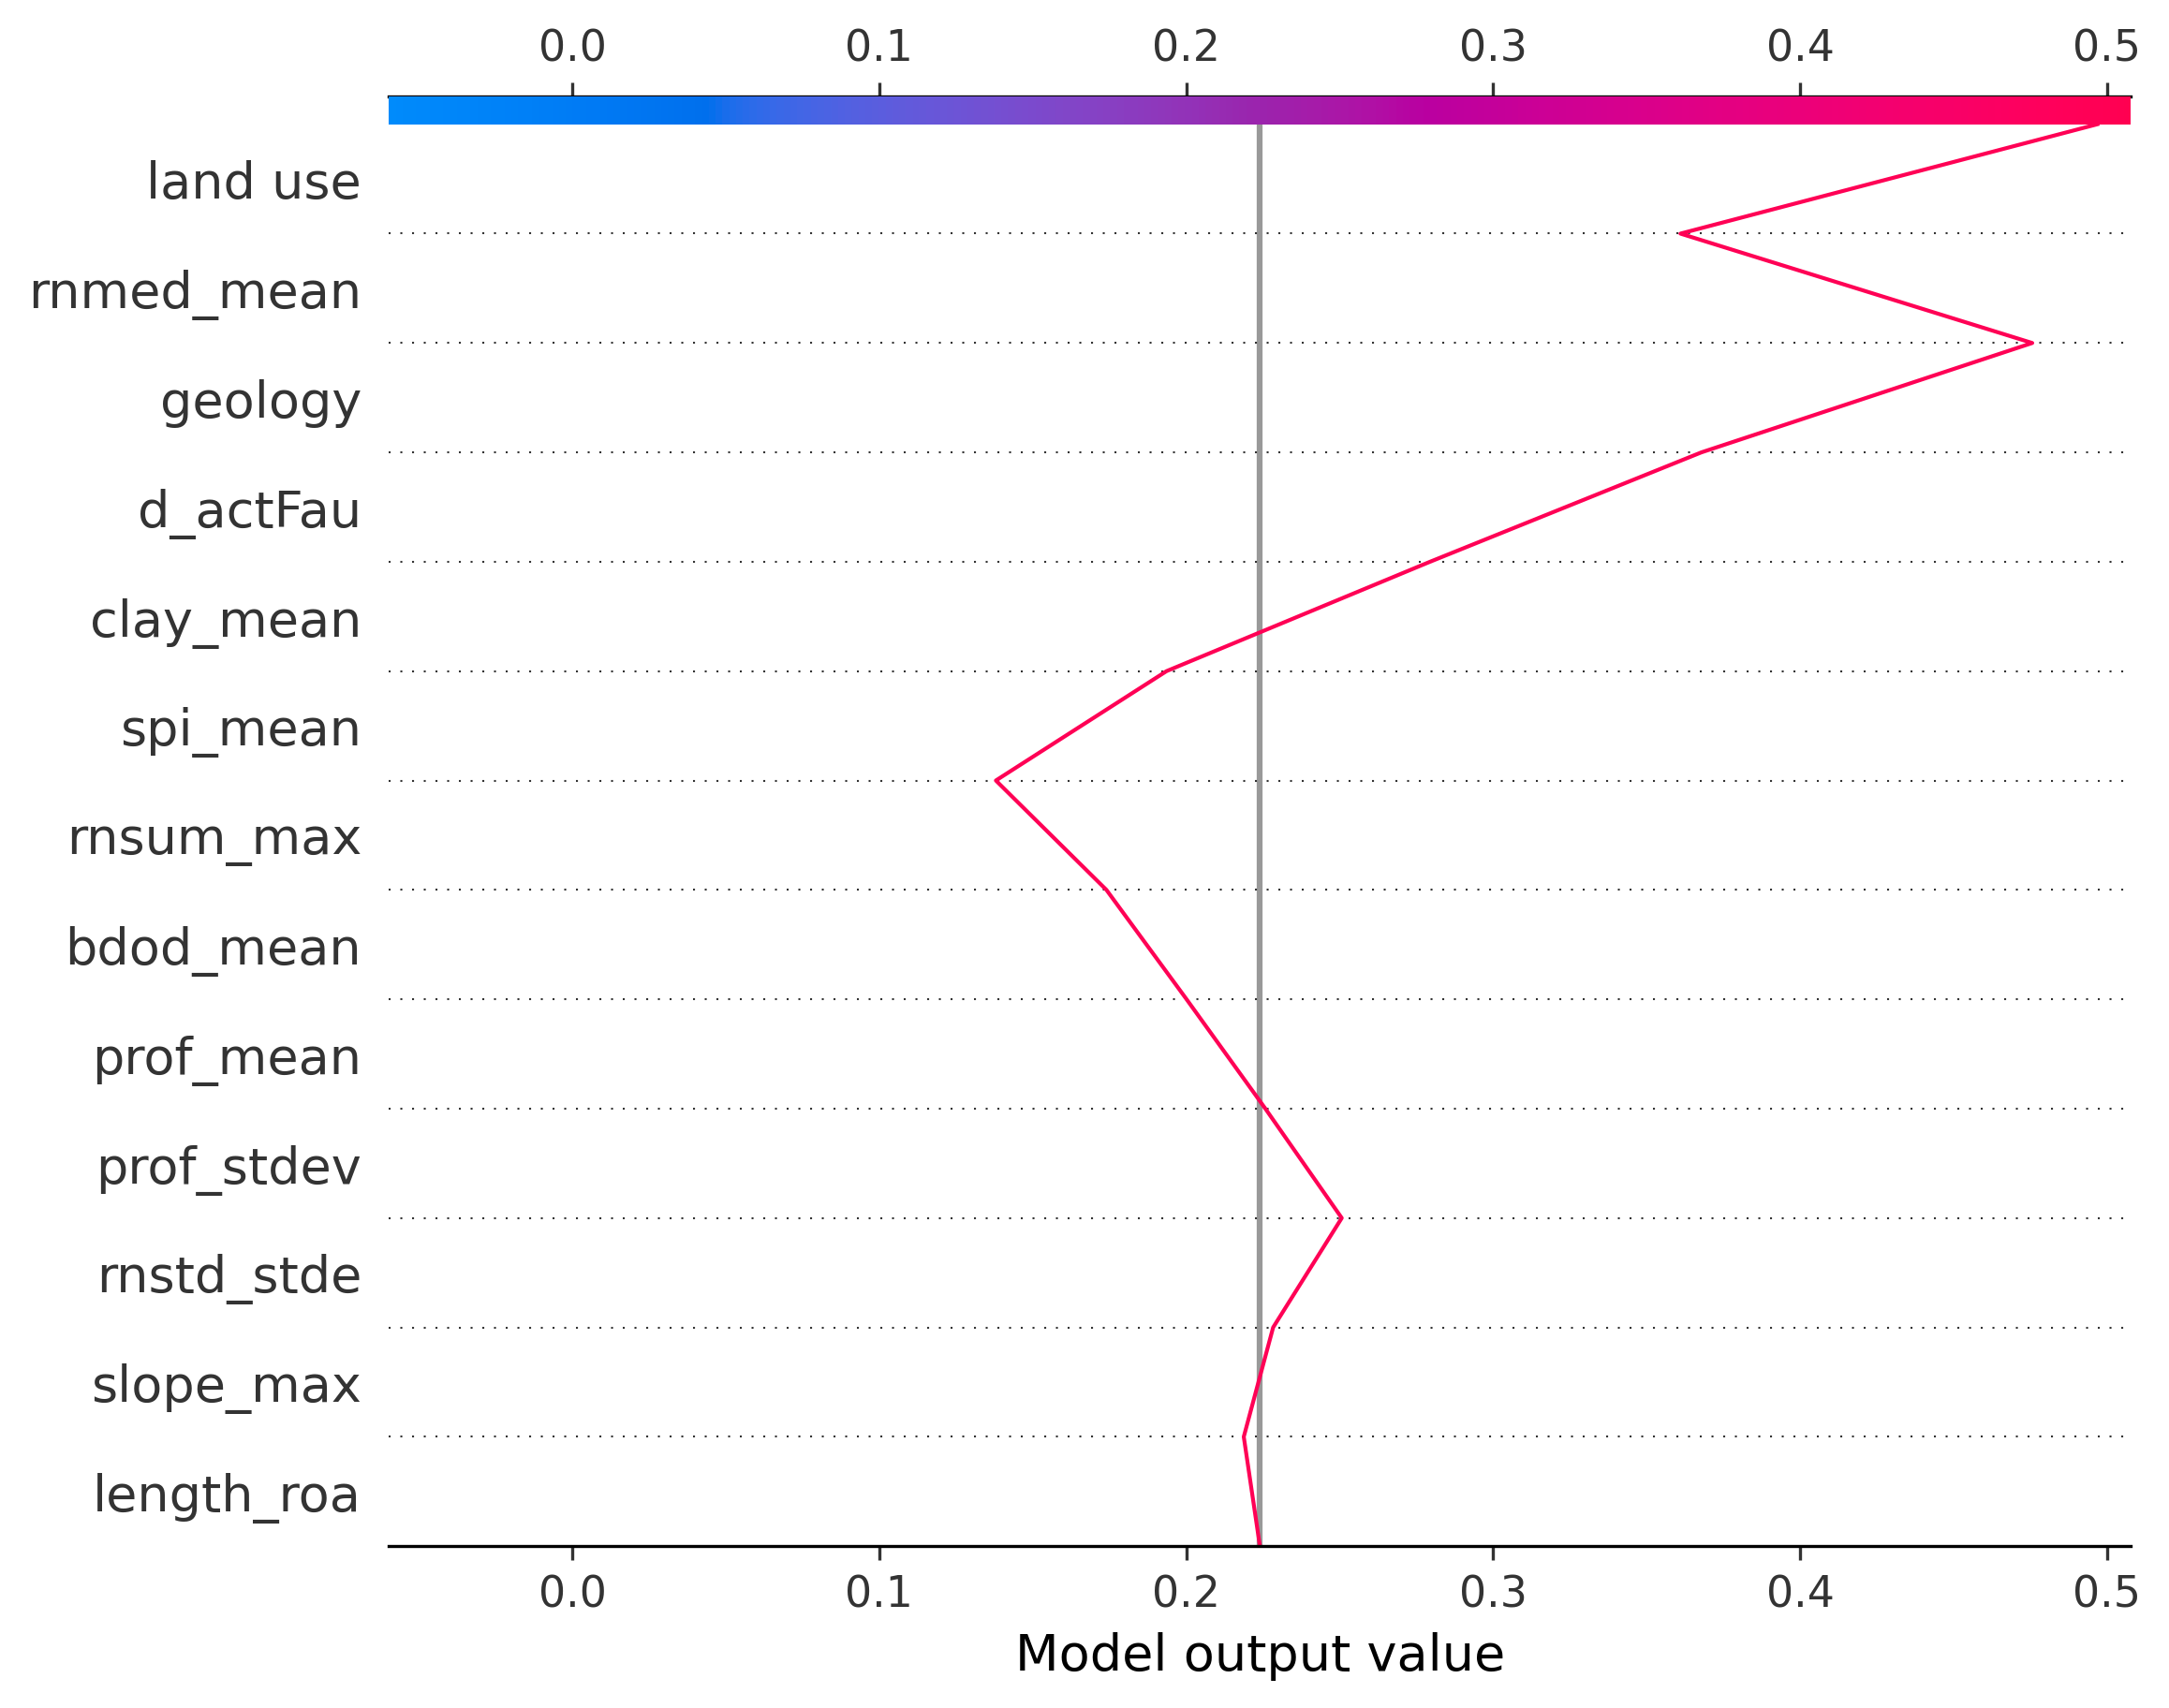 0.0 0.1 0.2 0.3 0.4 0.5
land use
rnmed_mean
geology
d_actFau
clay_mean
spi_mean
rnsum_max
bdod_mean
prof_mean
prof_stdev
rnstd_stde
slope_max
length_roa
0.0 0.1 0.2 0.3 0.4 0.5
Model output value